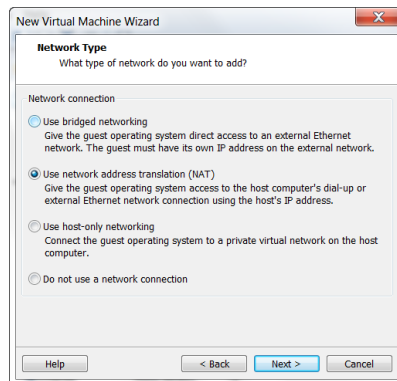 New Virtual Machine Wizard
Network Type
What type of network do you want to add?
Network connection
Use bridged networking
Give the guest operating system direct access to an external Ethernet
network. The guest must have its own IP address on the external network.
Use network address translation (NAT)
Give the guest operating system access to the host computer's dial-up or
external Ethernet network connection using the host's IP address.
Use host-only networking
Connect the guest operating system to a private virtual network on the host
computer.
Do not use a network connection
Help < Back Next > Cancel